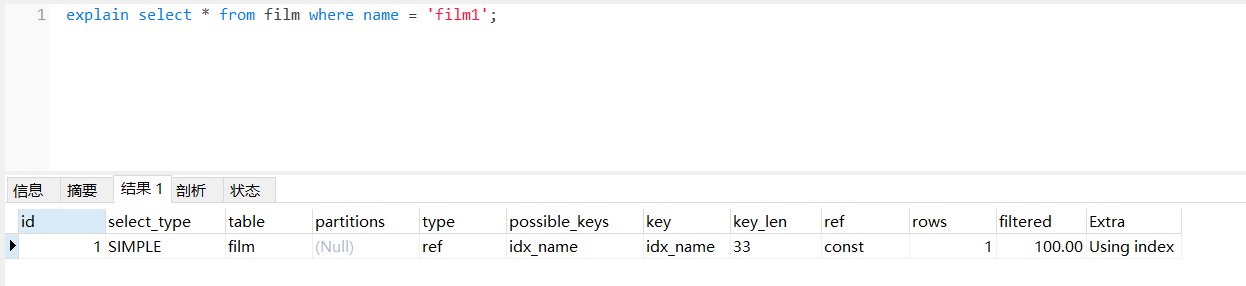 1 explain select * from film where name = 'film1';
信息 摘要 结果 1 剖析 状态
id select_type table partitions type possible_keys key key_len ref rows filtered Extra
1 SIMPLE film (Null) ref idx_name idx_name 33 const 1 100.00 Using index